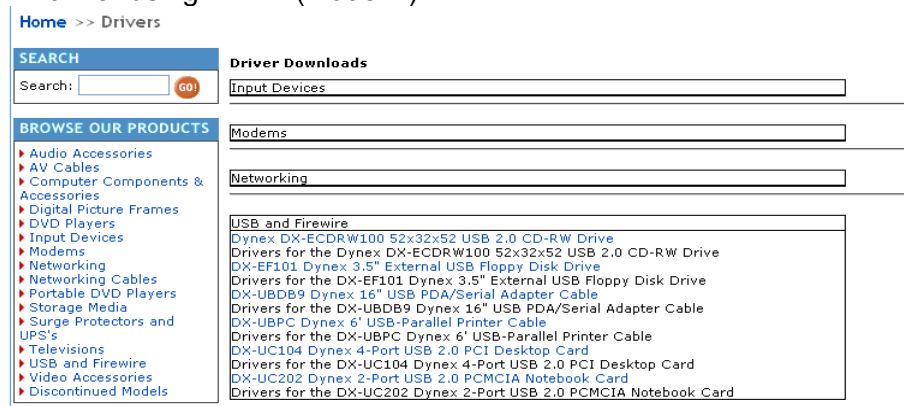 Home >> Drivers
SEARCH
Search:
GO!
BROWSE OUR PRODUCTS
Audio Accessories
AV Cables
Computer Components &
Accessories
Digital Picture Frames
DVD Players
Input Devices
Modems
Networking
Networking Cables
Portable DVD Players
Storage Media
Surge Protectors and
UPS's
Televisions
USB and Firewire
Video Accessories
Discontinued Models
Driver Downloads
Input Devices
Modems
Networking
USB and Firewire
Dynex DX-ECDRW100 52x32x52 USB 2.0 CD-RW Drive
Drivers for the Dynex DX-ECDRW100 52x32x52 USB 2.0 CD-RW Drive
DX-EF101 Dynex 3.5" External USB Floppy Disk Drive
Drivers for the DX-EF101 Dynex 3.5" External USB Floppy Disk Drive
DX-UBDB9 Dynex 16" USB PDA/Serial Adapter Cable
Drivers for the DX-UBDB9 Dynex 16" USB PDA/Serial Adapter Cable
DX-UBPC Dynex 6' USB-Parallel Printer Cable
Drivers for the DX-UBPC Dynex 6' USB-Parallel Printer Cable
DX-UC104 Dynex 4-Port USB 2.0 PCI Desktop Card
Drivers for the DX-UC104 Dynex 4-Port USB 2.0 PCI Desktop Card
DX-UC202 Dynex 2-Port USB 2.0 PCMCIA Notebook Card
Drivers for the DX-UC202 Dynex 2-Port USB 2.0 PCMCIA Notebook Card